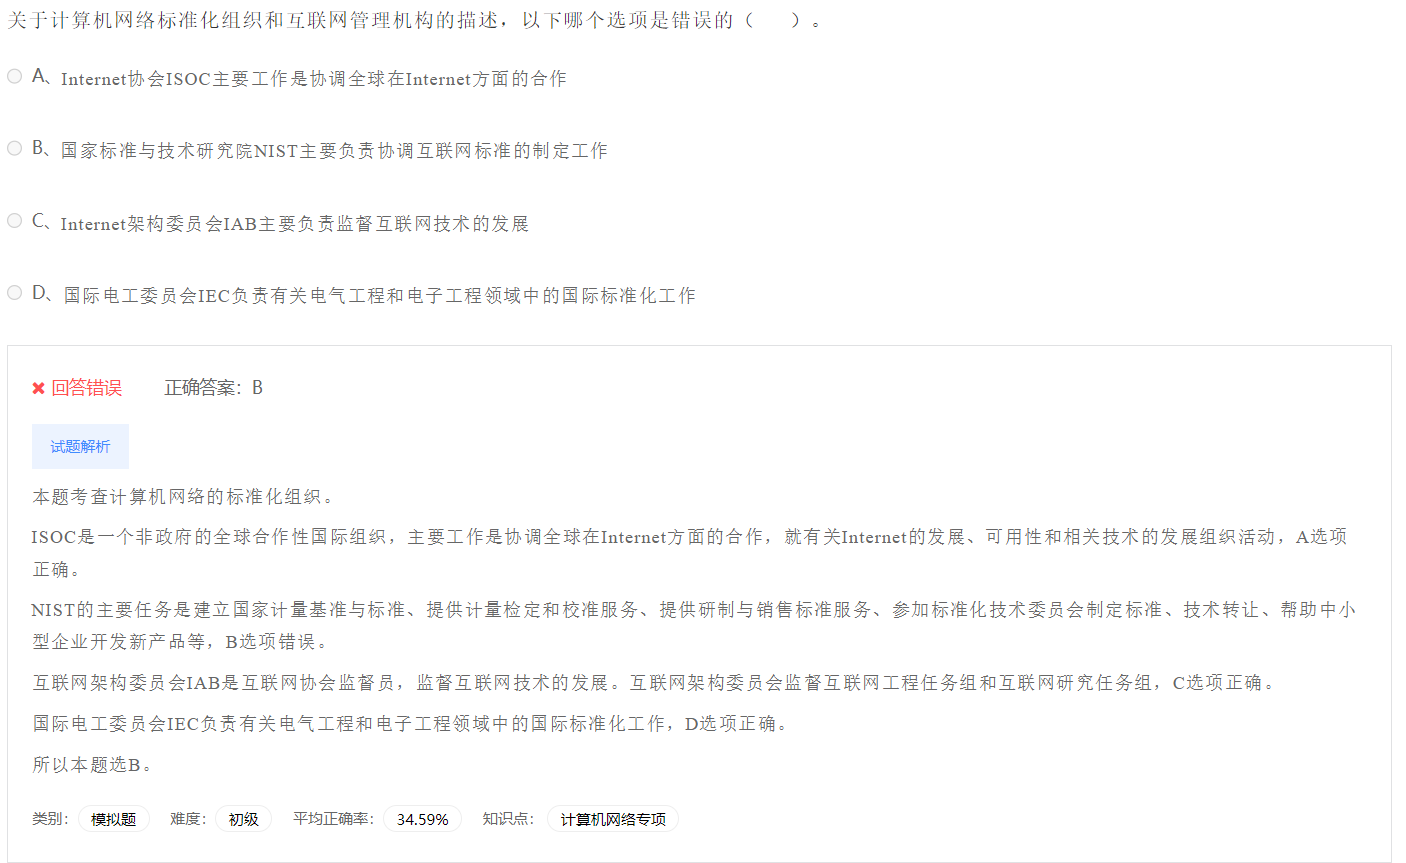 关于计算机网络标准化组织和互联网管理机构的描述，以下哪个选项是错误的（　　）。
A、Internet协会ISOC主要工作是协调全球在Internet方面的合作
B、国家标准与技术研究院NIST主要负责协调互联网标准的制定工作
C、Internet架构委员会IAB主要负责监督互联网技术的发展
D、国际电工委员会IEC负责有关电气工程和电子工程领域中的国际标准化工作
回答错误 正确答案：B
试题解析
本题考查计算机网络的标准化组织。
ISOC是一个非政府的全球合作性国际组织，主要工作是协调全球在Internet方面的合作，就有关Internet的发展、可用性和相关技术的发展组织活动，A选项
正确。
NIST的主要任务是建立国家计量基准与标准、提供计量检定和校准服务、提供研制与销售标准服务、参加标准化技术委员会制定标准、技术转让、帮助中小
型企业开发新产品等，B选项错误。
互联网架构委员会IAB是互联网协会监督员，监督互联网技术的发展。互联网架构委员会监督互联网工程任务组和互联网研究任务组，C选项正确。
国际电工委员会IEC负责有关电气工程和电子工程领域中的国际标准化工作，D选项正确。
所以本题选B。
类别： 模拟题 难度： 初级 平均正确率： 34.59% 知识点： 计算机网络专项